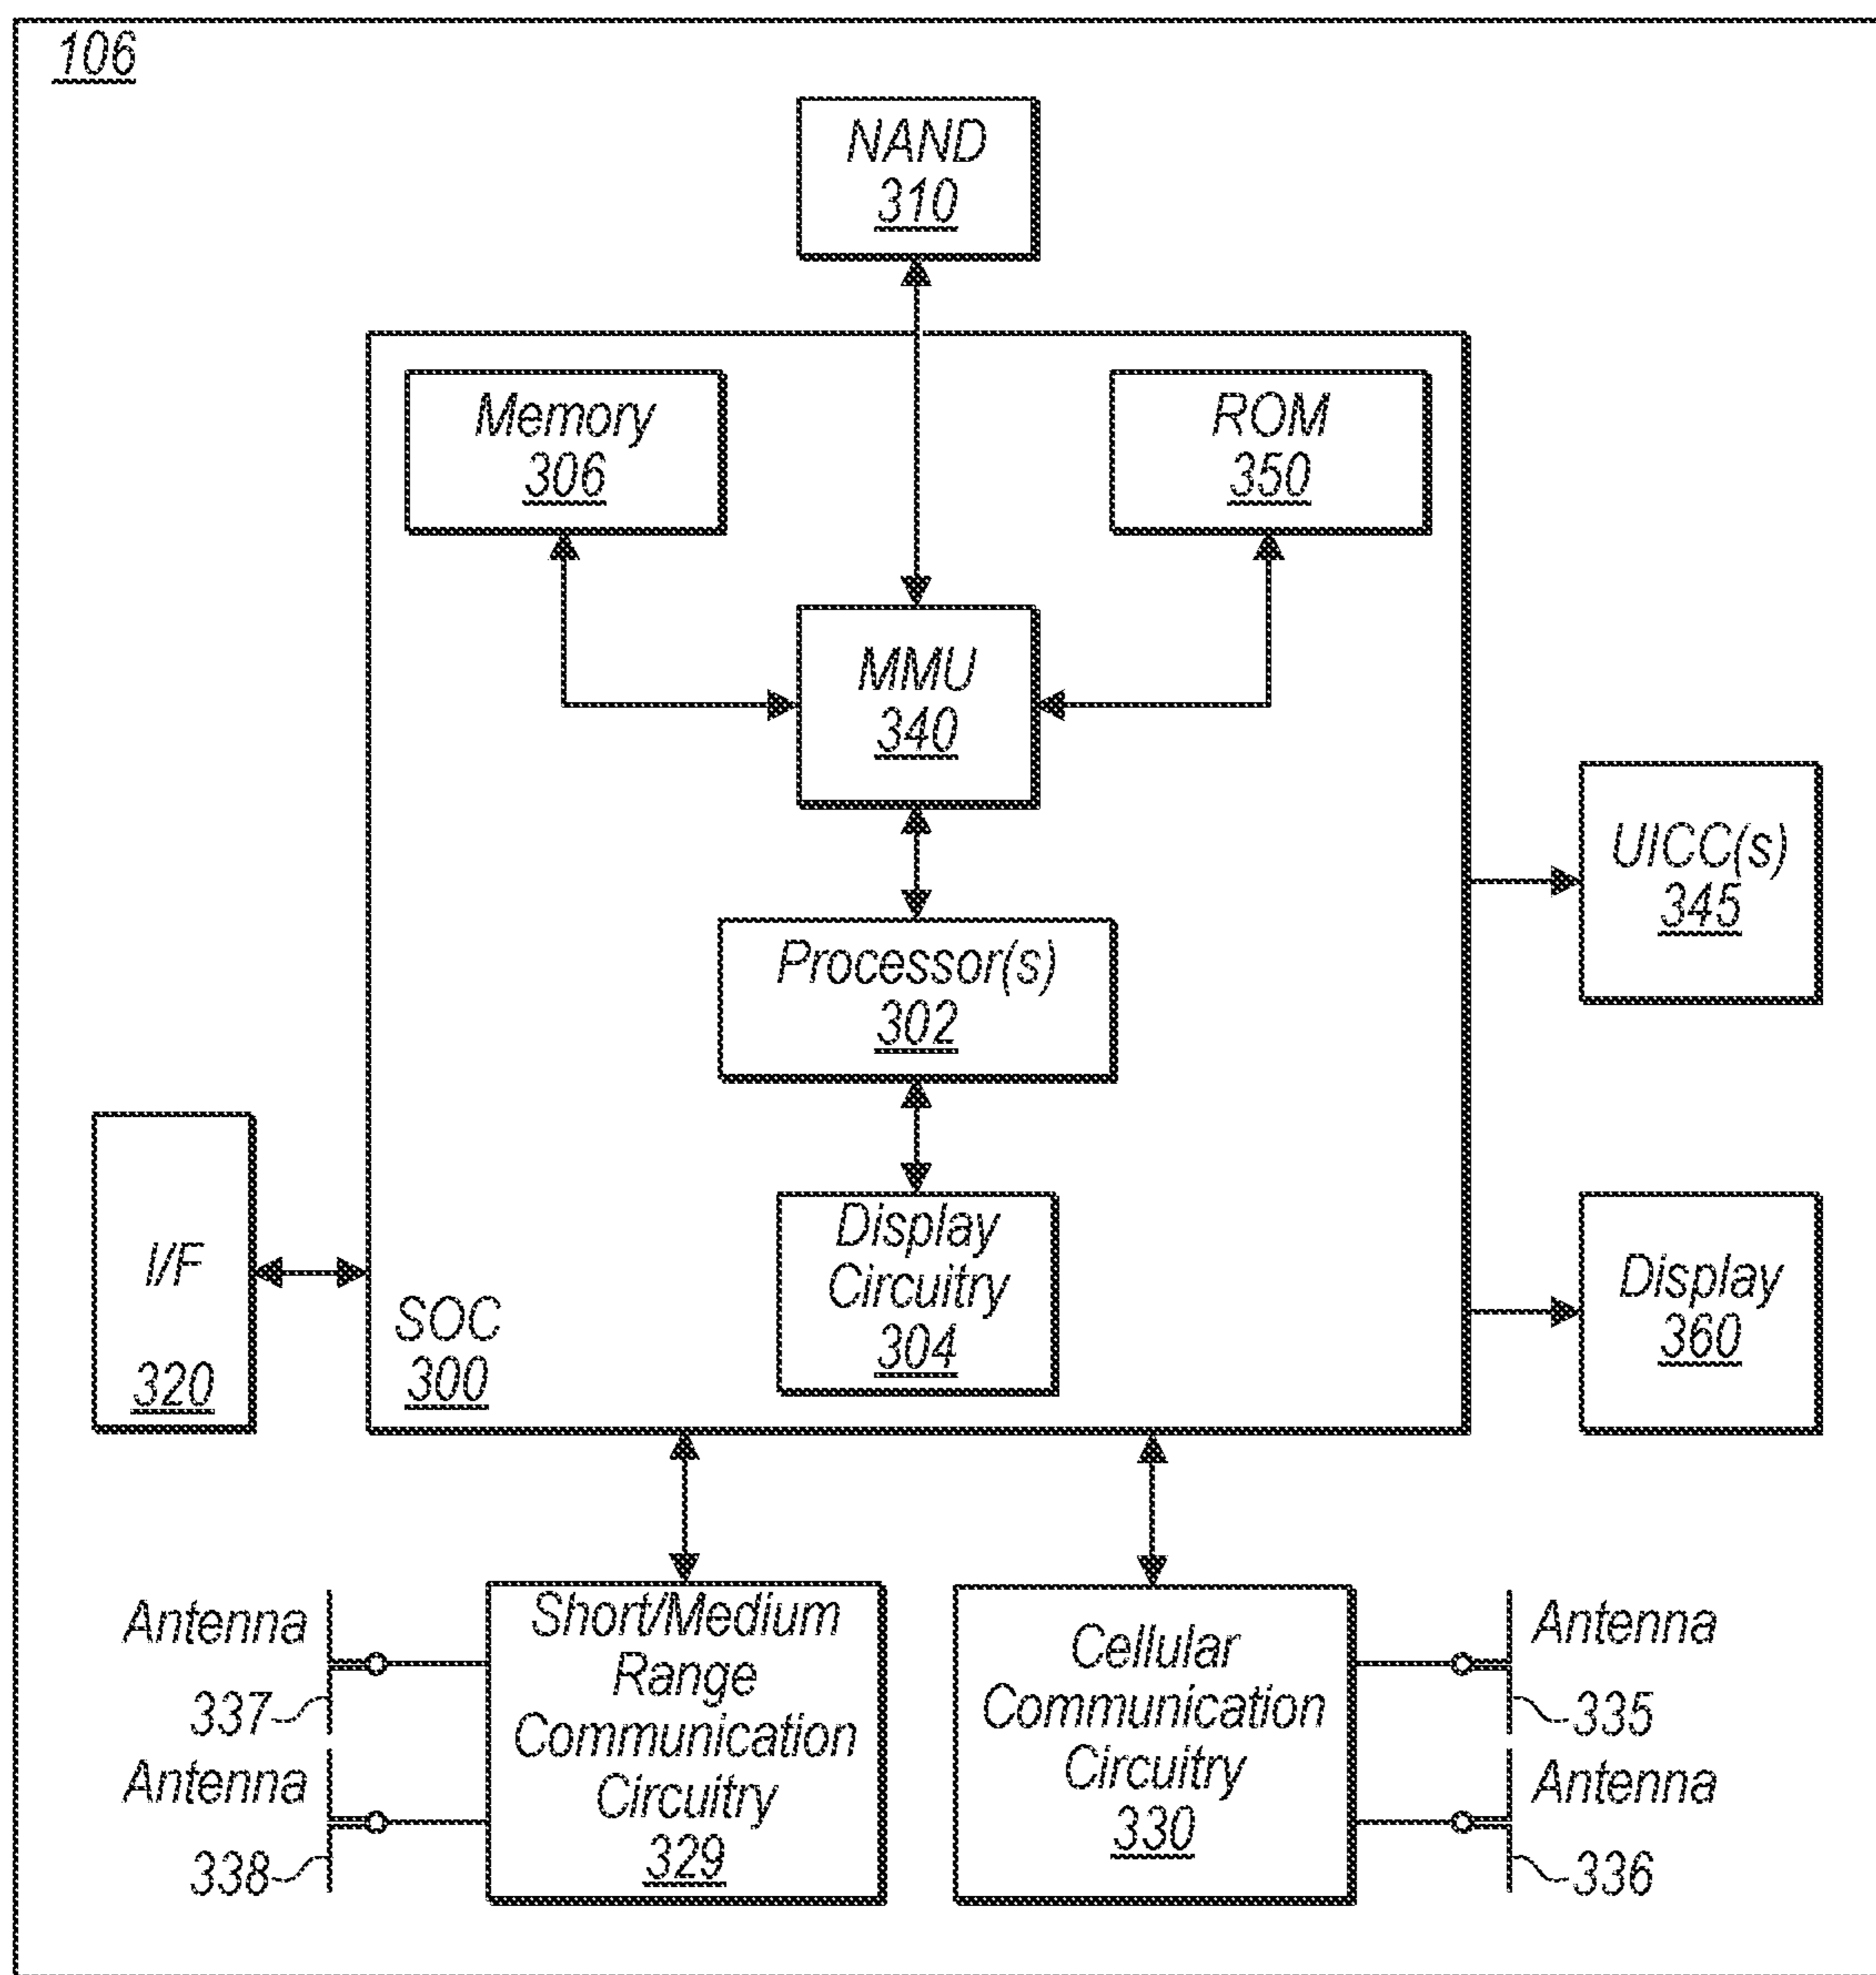 106
NAND
310
Memory
306
ROM
350
MMU
340
UICC(s)
345
Processor(s)
302
I/F
320
Display
Circuitry
304
SOC
300
Display
360
Antenna
337
Antenna
338
Short/Medium
Range
Communication
Circuitry
329
Cellular
Communication
Circuitry
330
Antenna
335
Antenna
336